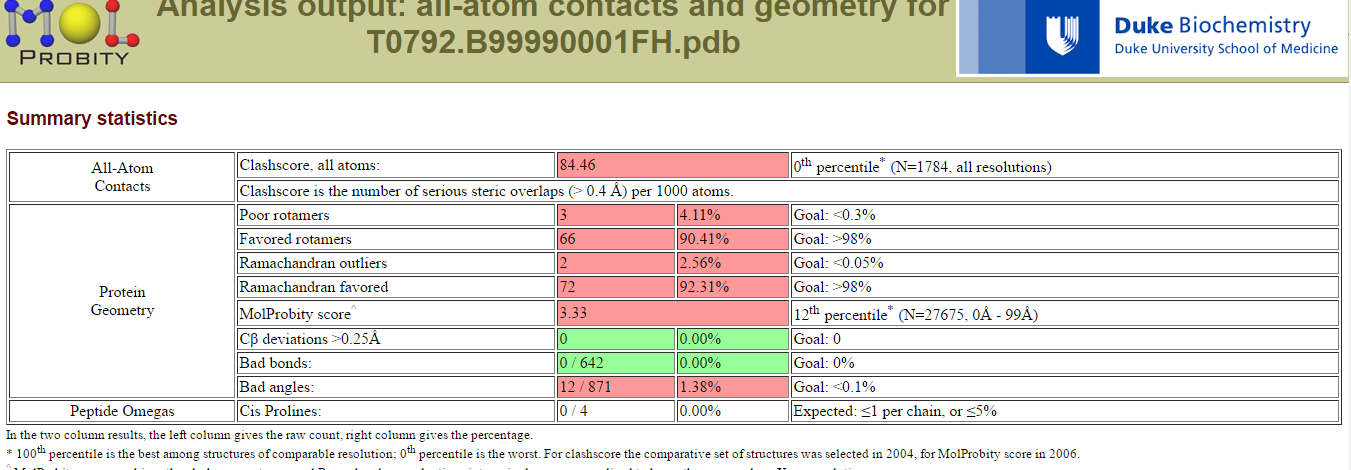 Analysis output: all-atom contacts and geometry for
T0792.B99990001FH.pdb
MOL
PROBITY
Duke Biochemistry
Duke University School of Medicine
Summary statistics
All-Atom Contacts
Clashscore, all atoms: 84.46 0th percentile* (N=1784, all resolutions)
Clashscore is the number of serious steric overlaps (> 0.4 Å) per 1000 atoms.
Protein Geometry
Poor rotamers 3 4.11% Goal: <0.3%
Favored rotamers 66 90.41% Goal: >98%
Ramachandran outliers 2 2.56% Goal: <0.05%
Ramachandran favored 72 92.31% Goal: >98%
MolProbity score^ 3.33 12th percentile* (N=27675, 0Å - 99Å)
Cβ deviations >0.25Å 0 0.00% Goal: 0
Bad bonds: 0 / 642 0.00% Goal: 0%
Bad angles: 12 / 871 1.38% Goal: <0.1%
Peptide Omegas Cis Prolines: 0 / 4 0.00% Expected: ≤1 per chain, or ≤5%
In the two column results, the left column gives the raw count, right column gives the percentage.
* 100th percentile is the best among structures of comparable resolution; 0th percentile is the worst. For clashscore the comparative set of structures was selected in 2004, for MolProbity score in 2006.